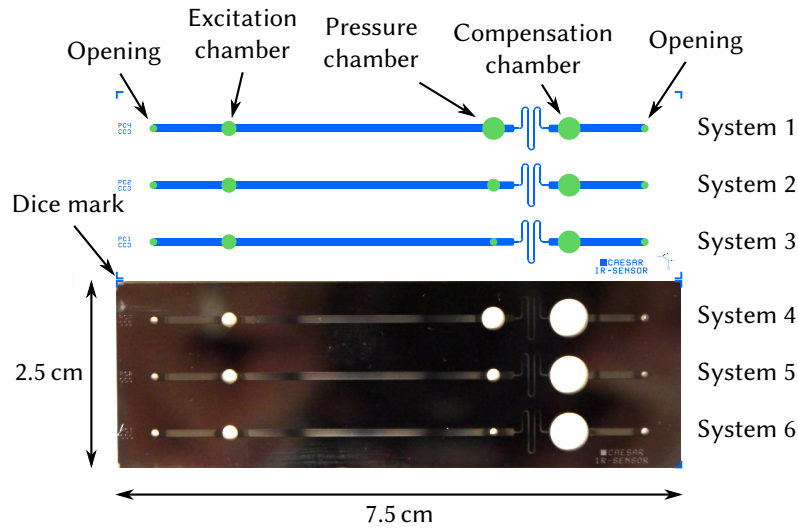 Opening
Excitation
chamber
Pressure
chamber
Compensation
chamber
Opening
PC4
CC3
System 1
PC2
CC3
System 2
Dice mark
PC1
CC3
System 3
CAESAR
IR-SENSOR
System 4
2.5 cm
System 5
System 6
CAESAR
IR-SENSOR
7.5 cm